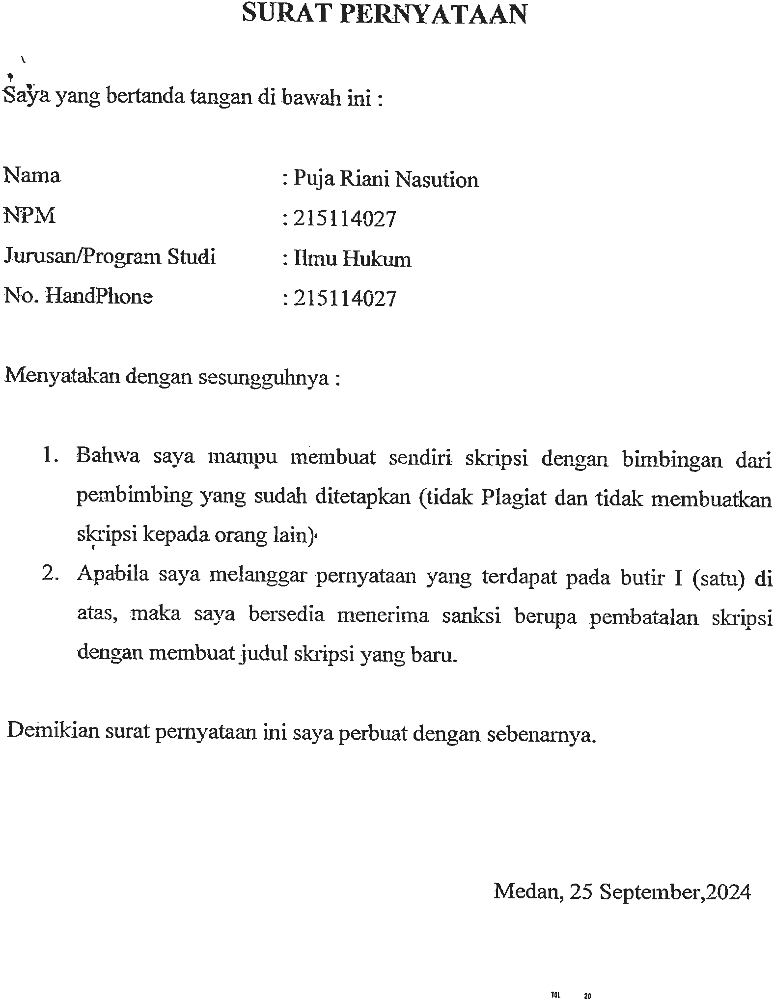 SURAT PERNYATAAN
Saya yang bertanda tangan di bawah ini :
Nama : Puja Riani Nasution
NPM : 215114027
Jurusan/Program Studi : Ilmu Hukum
No. HandPhone : 215114027
Menyatakan dengan sesungguhnya :
1. Bahwa saya mampu membuat sendiri skripsi dengan bimbingan dari
pembimbing yang sudah ditetapkan (tidak Plagiat dan tidak membuatkan
skripsi kepada orang lain).
2. Apabila saya melanggar pernyataan yang terdapat pada butir I (satu) di
atas, maka saya bersedia menerima sanksi berupa pembatalan skripsi
dengan membuat judul skripsi yang baru.
Demikian surat pernyataan ini saya perbuat dengan sebenarnya.
Medan, 25 September,2024
TGL 20